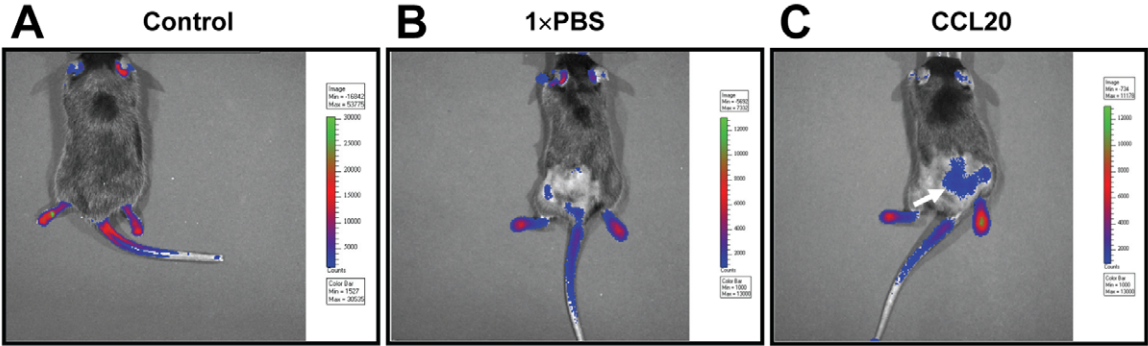 A Control
B 1×PBS
C CCL20
Image
Min = -16842
Max = 53775
30000
25000
20000
15000
10000
5000
Counts
Color Bar
Min = 1527
Max = 30535
Image
Min = -5692
Max = 7332
12000
10000
8000
6000
4000
2000
Counts
Color Bar
Min = 1000
Max = 13000
Image
Min = -734
Max = 11178
12000
10000
8000
6000
4000
2000
Counts
Color Bar
Min = 1000
Max = 13000